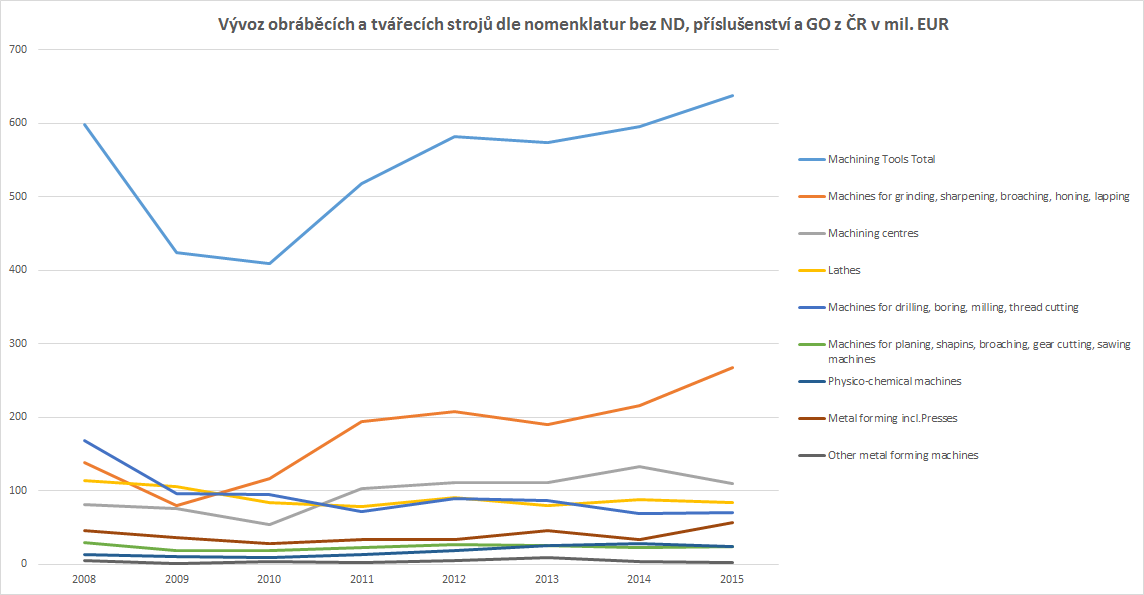 Vývoz obráběcích a tvářecích strojů dle nomenklatur bez ND, příslušenství a GO z ČR v mil. EUR
700
600
500
400
300
200
100
0
2008 2009 2010 2011 2012 2013 2014 2015
Machining Tools Total
Machines for grinding, sharpening, broaching, honing, lapping
Machining centres
Lathes
Machines for drilling, boring, milling, thread cutting
Machines for planing, shapins, broaching, gear cutting, sawing
machines
Physico-chemical machines
Metal forming incl.Presses
Other metal forming machines